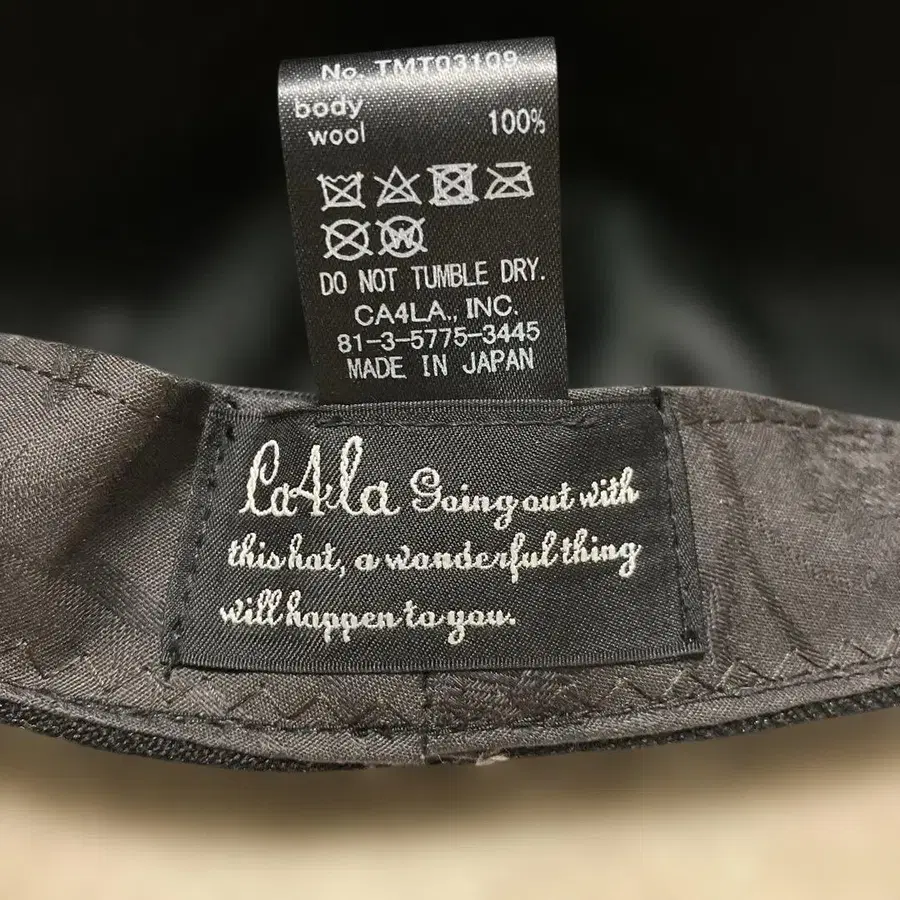 No. TMT03109
body
wool 100%
DO NOT TUMBLE DRY.
CA4LA., INC.
81-3-5775-3445
MADE IN JAPAN
Ca4la Going out with
this hat, a wonderful thing
will happen to you.